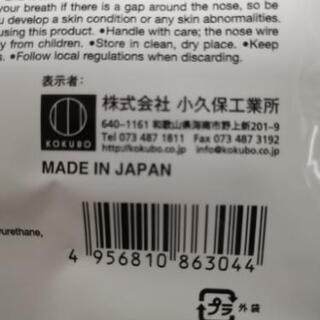 your breath if there is a gap around the nose, so be
u develop a skin condition or any skin abnormalities.
using this product. •Handle with care; the nose wire
y from children. •Store in clean, dry place. •Keep
s. •Follow local regulations when discarding.
表示者:
株式会社 小久保工業所
640-1161 和歌山県海南市野上新201-9
Tel 073 487 1811 Fax 073 487 3192
http://kokubo.co.jp info@kokubo.co.jp
KOKUBO
MADE IN JAPAN
yurethane,
4 956810 863044
プラ 外袋